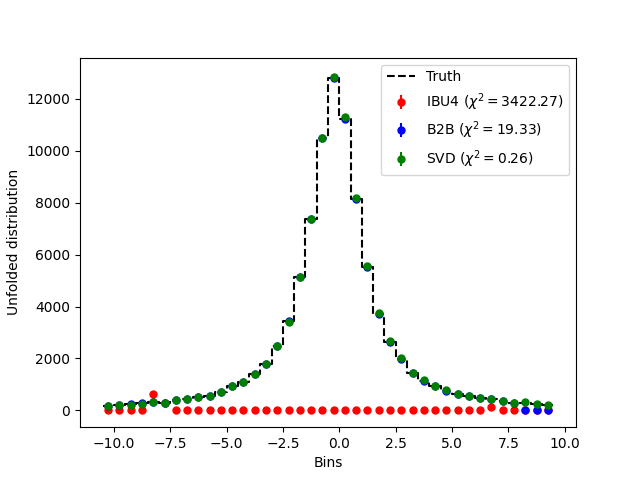 Truth
IBU4 (χ² = 3422.27)
B2B (χ² = 19.33)
SVD (χ² = 0.26)
Unfolded distribution
12000
10000
8000
6000
4000
2000
0
−10.0 −7.5 −5.0 −2.5 0.0 2.5 5.0 7.5 10.0
Bins